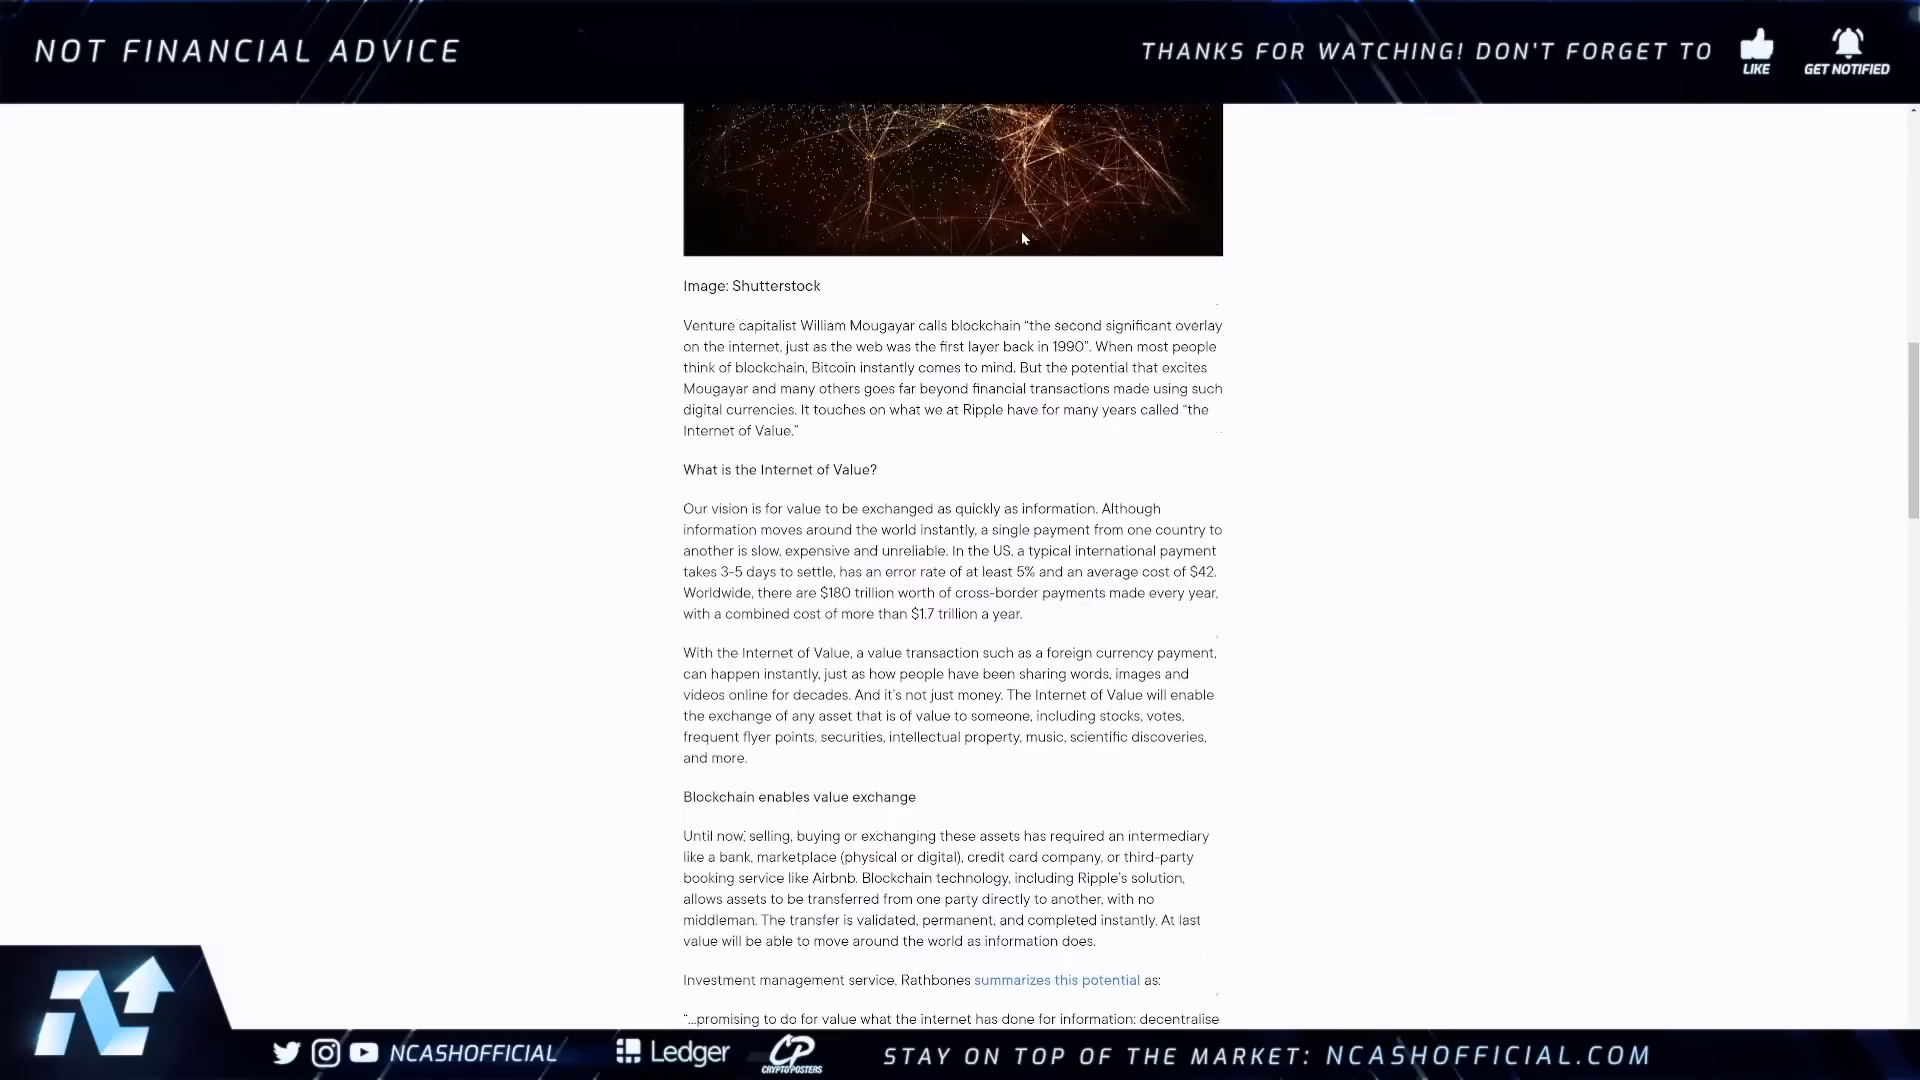 NOT FINANCIAL ADVICE
THANKS FOR WATCHING! DON'T FORGET TO
LIKE
GET NOTIFIED
Image: Shutterstock
Venture capitalist William Mougayar calls blockchain “the second significant overlay
on the internet, just as the web was the first layer back in 1990”. When most people
think of blockchain, Bitcoin instantly comes to mind. But the potential that excites
Mougayar and many others goes far beyond financial transactions made using such
digital currencies. It touches on what we at Ripple have for many years called “the
Internet of Value.”
What is the Internet of Value?
Our vision is for value to be exchanged as quickly as information. Although
information moves around the world instantly, a single payment from one country to
another is slow, expensive and unreliable. In the US, a typical international payment
takes 3-5 days to settle, has an error rate of at least 5% and an average cost of $42.
Worldwide, there are $180 trillion worth of cross-border payments made every year,
with a combined cost of more than $1.7 trillion a year.
With the Internet of Value, a value transaction such as a foreign currency payment,
can happen instantly, just as how people have been sharing words, images and
videos online for decades. And it’s not just money. The Internet of Value will enable
the exchange of any asset that is of value to someone, including stocks, votes,
frequent flyer points, securities, intellectual property, music, scientific discoveries,
and more.
Blockchain enables value exchange
Until now, selling, buying or exchanging these assets has required an intermediary
like a bank, marketplace (physical or digital), credit card company, or third-party
booking service like Airbnb. Blockchain technology, including Ripple’s solution,
allows assets to be transferred from one party directly to another, with no
middleman. The transfer is validated, permanent, and completed instantly. At last
value will be able to move around the world as information does.
Investment management service, Rathbones summarizes this potential as:
“…promising to do for value what the internet has done for information: decentralise
NCASHOFFICIAL
Ledger
CP
CRYPTOPOSTERS
STAY ON TOP OF THE MARKET: NCASHOFFICIAL.COM